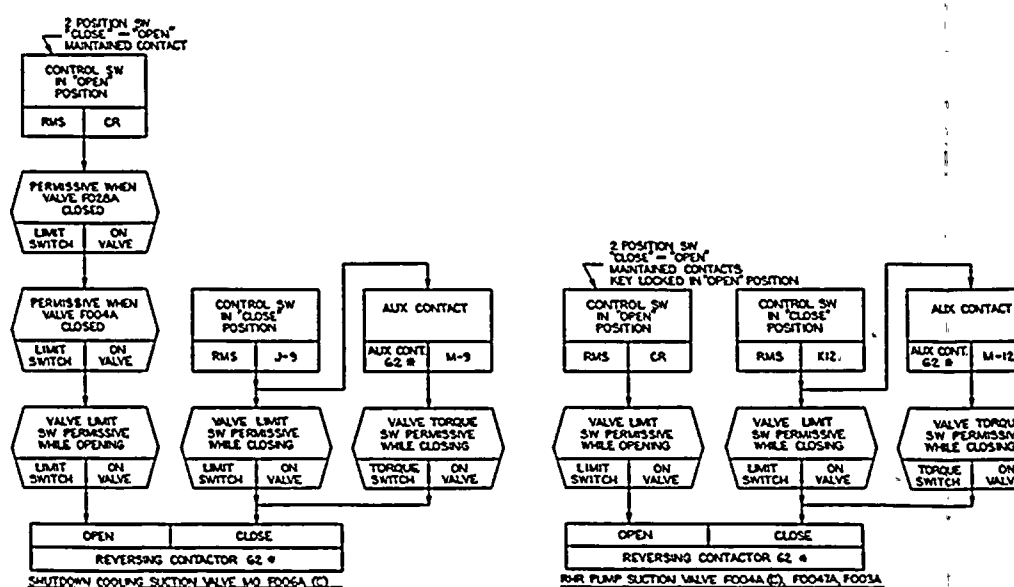 2 POSITION SW
"CLOSE" — "OPEN"
MAINTAINED CONTACT
CONTROL SW
IN "OPEN"
POSITION
RMS CR
PERMISSIVE WHEN
VALVE F028A
CLOSED
LIMIT SWITCH ON VALVE
PERMISSIVE WHEN
VALVE F004A
CLOSED
LIMIT SWITCH ON VALVE
VALVE LIMIT
SW PERMISSIVE
WHILE OPENING
LIMIT SWITCH ON VALVE
CONTROL SW
IN "CLOSE"
POSITION
RMS J-9
VALVE LIMIT
SW PERMISSIVE
WHILE CLOSING
LIMIT SWITCH ON VALVE
AUX CONTACT
AUX CONT. 62 * M-9
VALVE TORQUE
SW PERMISSIVE
WHILE CLOSING
TORQUE SWITCH ON VALVE
OPEN CLOSE
REVERSING CONTACTOR 62 *
SHUTDOWN COOLING SUCTION VALVE MO F006A (C)
2 POSITION SW
"CLOSE" — "OPEN"
MAINTAINED CONTACTS
KEY LOCKED IN "OPEN" POSITION
CONTROL SW
IN "OPEN"
POSITION
RMS CR
VALVE LIMIT
SW PERMISSIVE
WHILE OPENING
LIMIT SWITCH ON VALVE
CONTROL SW
IN "CLOSE"
POSITION
RMS K12
VALVE LIMIT
SW PERMISSIVE
WHILE CLOSING
LIMIT SWITCH ON VALVE
AUX CONTACT
AUX CONT. 62 * M-12
VALVE TORQU
SW PERMISSIV
WHILE CLOSIN
TORQUE SWITCH ON VALV
OPEN CLOSE
REVERSING CONTACTOR 62 *
RHR PUMP SUCTION VALVE F004A (C), F004ZA, F003A